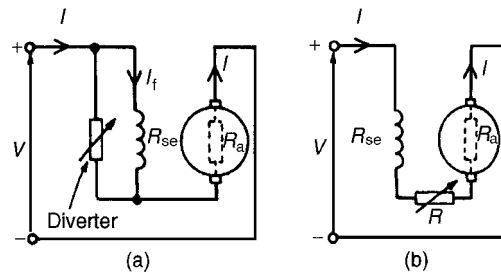 I
I
+
I_f
I
V
R_se
R_a
Diverter
−
(a)
+
I
V
R_se
R_a
R
−
(b)